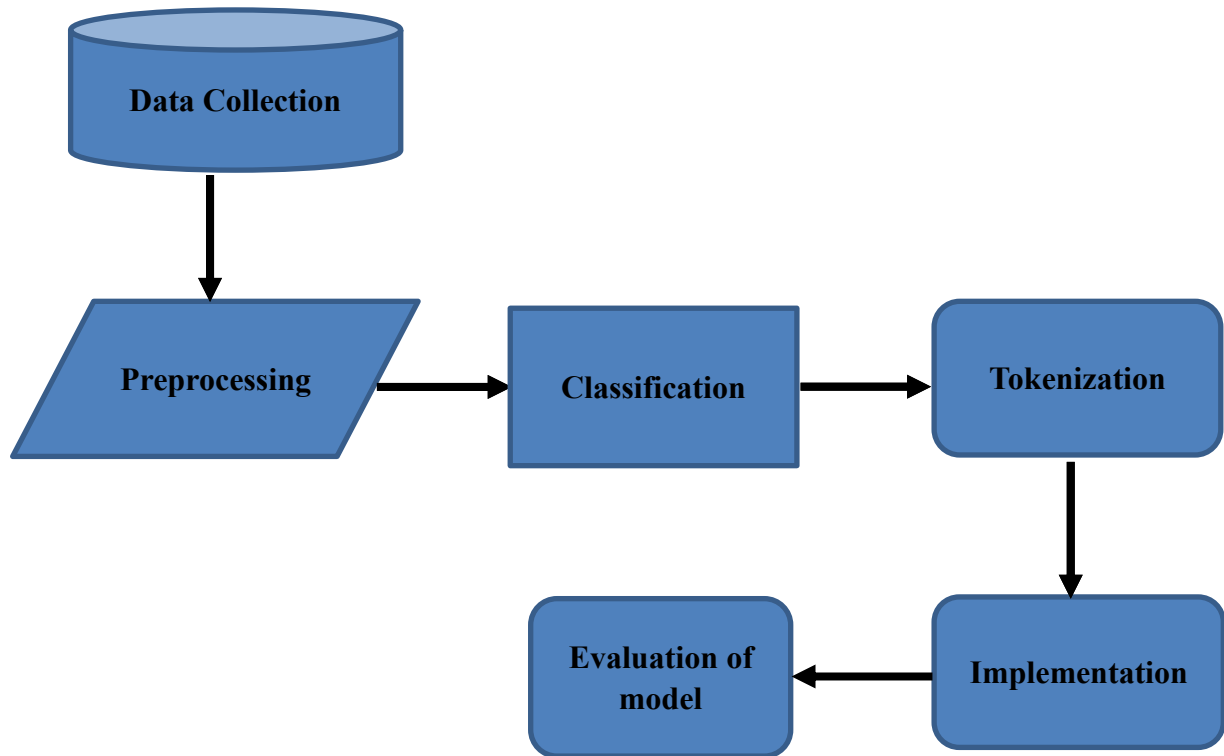 Data Collection
Preprocessing
Classification
Tokenization
Implementation
Evaluation of
model